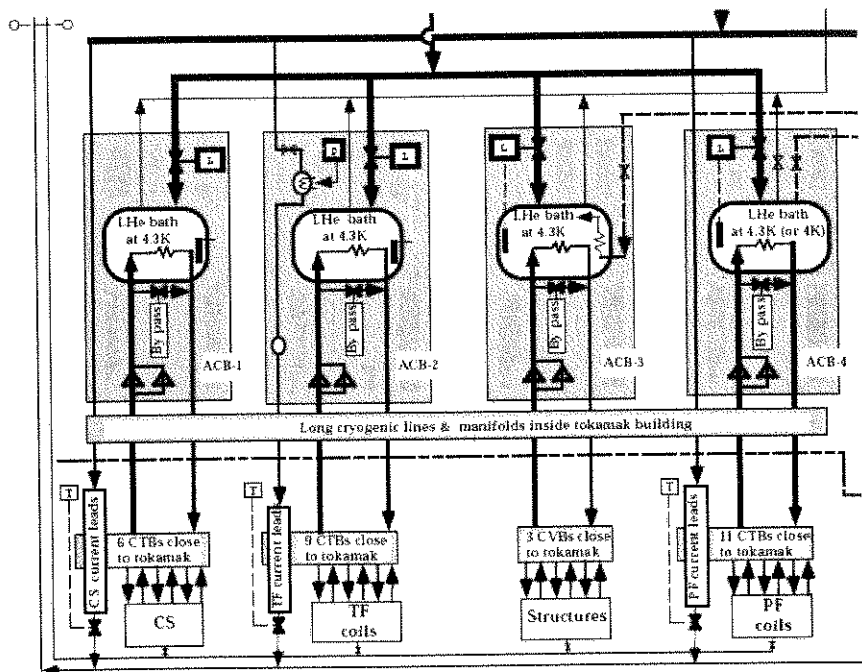 L
P
L
L
L
LHe bath
at 4.3K
LHe bath
at 4.3K
LHe bath
at 4.3K
LHe bath
at 4.3K (or 4K)
By pass
By pass
By pass
By pass
ACB-1
ACB-2
ACB-3
ACB-4
Long cryogenic lines & manifolds inside tokamak building
T
T
T
CS current leads
6 CTBs close
to tokamak
TF current leads
9 CTBs close
to tokamak
3 CVBs close
to tokamak
PF current leads
11 CTBs close
to tokamak
CS
TF
coils
Structures
PF
coils